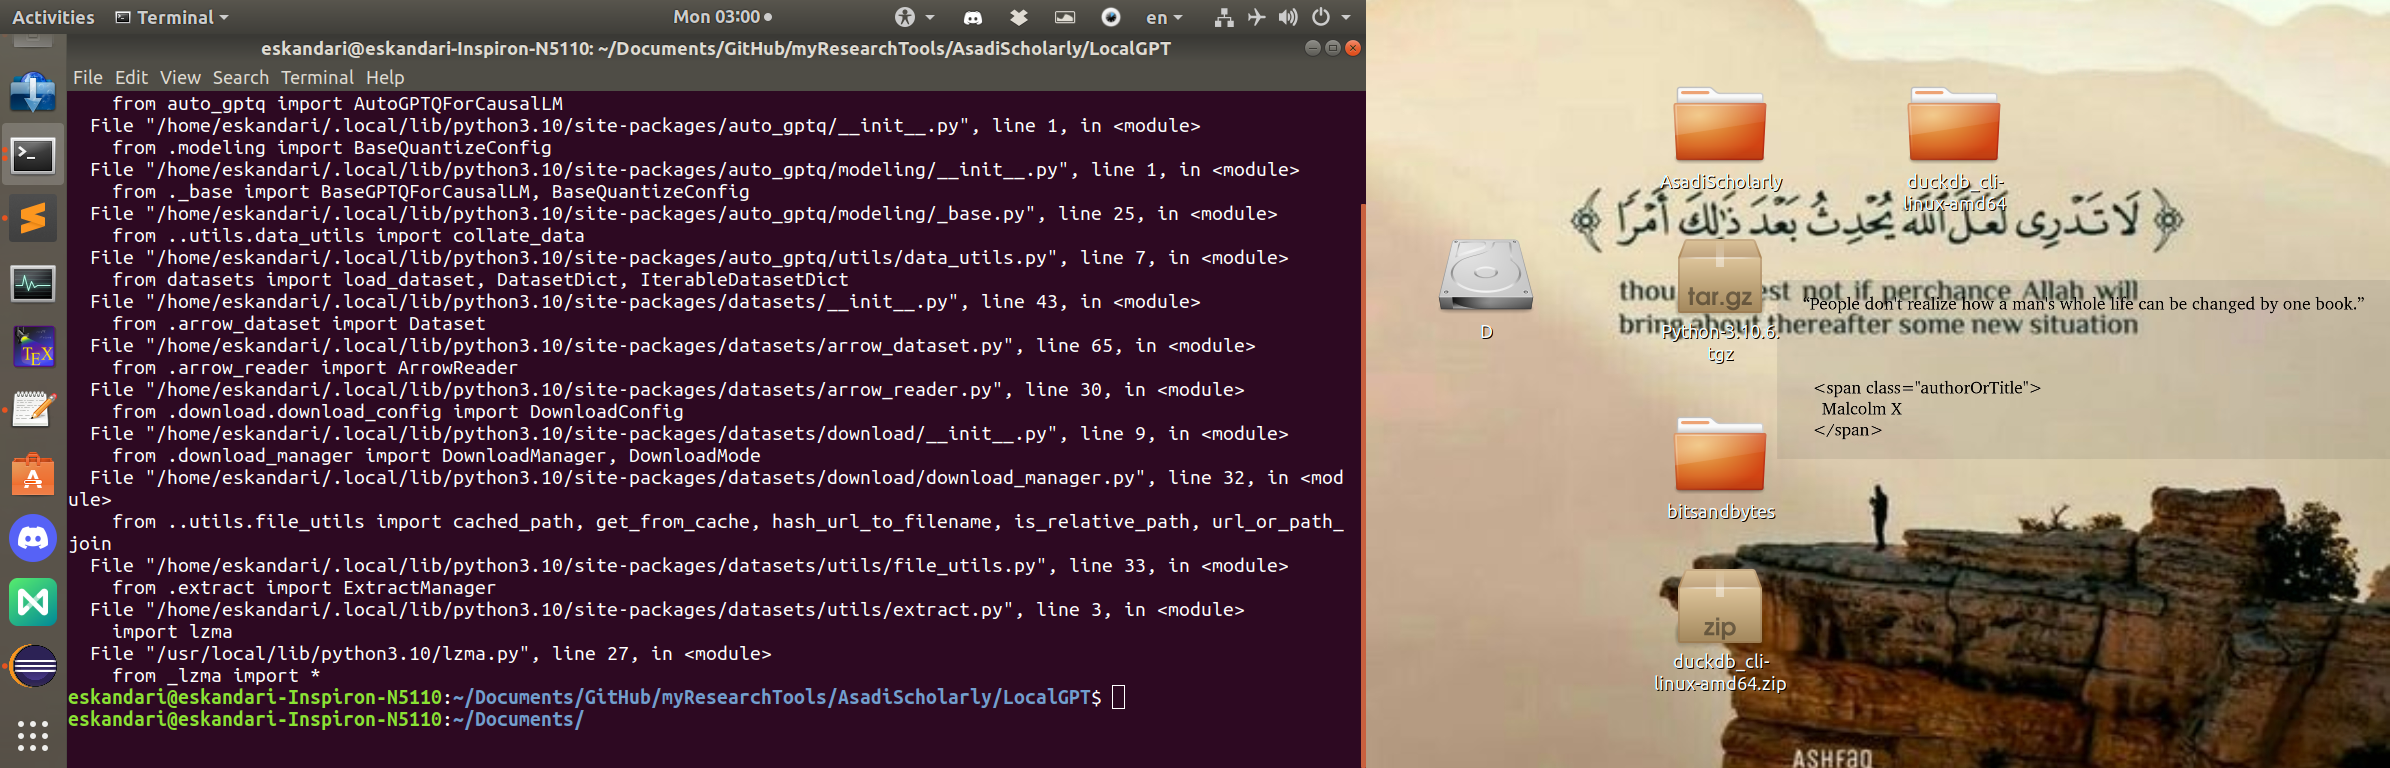 Activities
Terminal
Mon 03:00
en
eskandari@eskandari-Inspiron-N5110: ~/Documents/GitHub/myResearchTools/AsadiScholarly/LocalGPT
File Edit View Search Terminal Help
from auto_gptq import AutoGPTQForCausalLM
File "/home/eskandari/.local/lib/python3.10/site-packages/auto_gptq/__init__.py", line 1, in <module>
from .modeling import BaseQuantizeConfig
File "/home/eskandari/.local/lib/python3.10/site-packages/auto_gptq/modeling/__init__.py", line 1, in <module>
from ._base import BaseGPTQForCausalLM, BaseQuantizeConfig
File "/home/eskandari/.local/lib/python3.10/site-packages/auto_gptq/modeling/_base.py", line 25, in <module>
from ..utils.data_utils import collate_data
File "/home/eskandari/.local/lib/python3.10/site-packages/auto_gptq/utils/data_utils.py", line 7, in <module>
from datasets import load_dataset, DatasetDict, IterableDatasetDict
File "/home/eskandari/.local/lib/python3.10/site-packages/datasets/__init__.py", line 43, in <module>
from .arrow_dataset import Dataset
File "/home/eskandari/.local/lib/python3.10/site-packages/datasets/arrow_dataset.py", line 65, in <module>
from .arrow_reader import ArrowReader
File "/home/eskandari/.local/lib/python3.10/site-packages/datasets/arrow_reader.py", line 30, in <module>
from .download.download_config import DownloadConfig
File "/home/eskandari/.local/lib/python3.10/site-packages/datasets/download/__init__.py", line 9, in <module>
from .download_manager import DownloadManager, DownloadMode
File "/home/eskandari/.local/lib/python3.10/site-packages/datasets/download/download_manager.py", line 32, in <mod
ule>
from ..utils.file_utils import cached_path, get_from_cache, hash_url_to_filename, is_relative_path, url_or_path_
join
File "/home/eskandari/.local/lib/python3.10/site-packages/datasets/utils/file_utils.py", line 33, in <module>
from .extract import ExtractManager
File "/home/eskandari/.local/lib/python3.10/site-packages/datasets/utils/extract.py", line 3, in <module>
import lzma
File "/usr/local/lib/python3.10/lzma.py", line 27, in <module>
from _lzma import *
eskandari@eskandari-Inspiron-N5110:~/Documents/GitHub/myResearchTools/AsadiScholarly/LocalGPT$
eskandari@eskandari-Inspiron-N5110:~/Documents/
TEX
AsadiScholarly
duckdb_cli-
linux-amd64
لَا تَدْرِى لَعَلَّ ٱللَّهَ يُحْدِثُ بَعْدَ ذَٰلِكَ أَمْرًا
tar.gz
D
Python-3.10.6.
tgz
not if perchance Allah will
bring about thereafter some new situation
“People don't realize how a man's whole life can be changed by one book.”
<span class="authorOrTitle">
Malcolm X
</span>
bitsandbytes
zip
duckdb_cli-
linux-amd64.zip
ASHFAQ